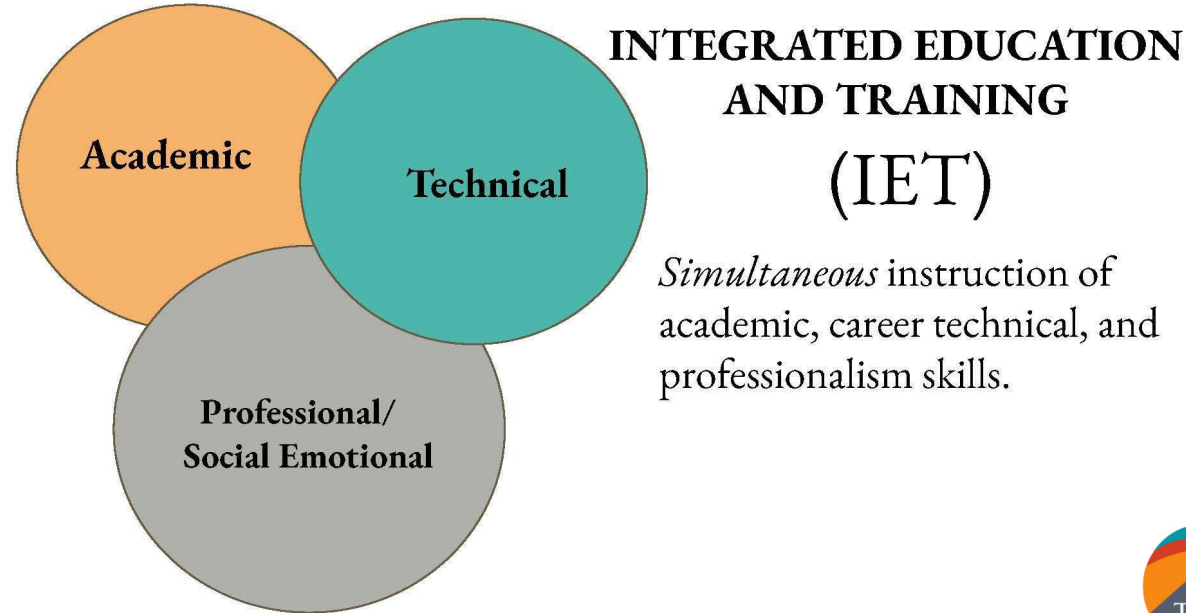 INTEGRATED EDUCATION
AND TRAINING
(IET)
Simultaneous instruction of
academic, career technical, and
professionalism skills.
Academic
Technical
Professional/
Social Emotional